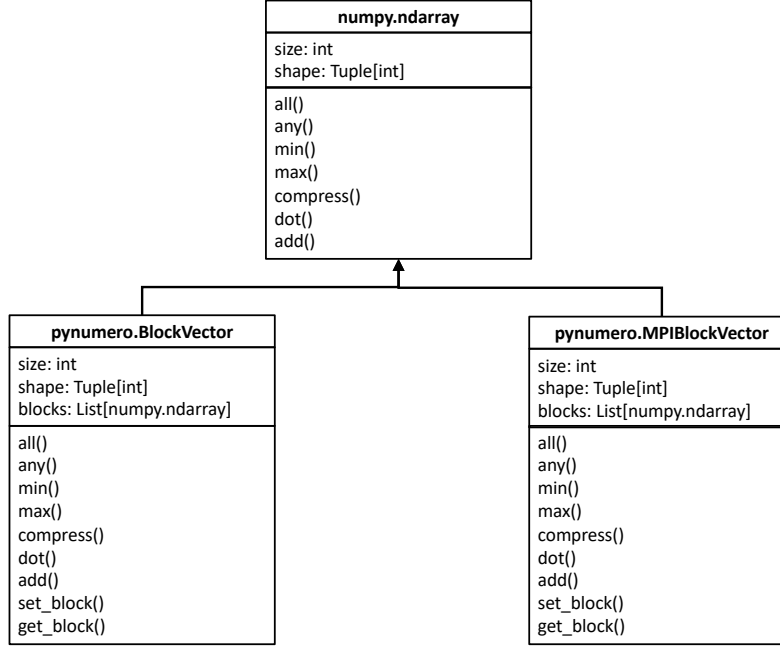 numpy.ndarray
size: int
shape: Tuple[int]
all()
any()
min()
max()
compress()
dot()
add()
pynumero.BlockVector
size: int
shape: Tuple[int]
blocks: List[numpy.ndarray]
all()
any()
min()
max()
compress()
dot()
add()
set_block()
get_block()
pynumero.MPIBlockVector
size: int
shape: Tuple[int]
blocks: List[numpy.ndarray]
all()
any()
min()
max()
compress()
dot()
add()
set_block()
get_block()